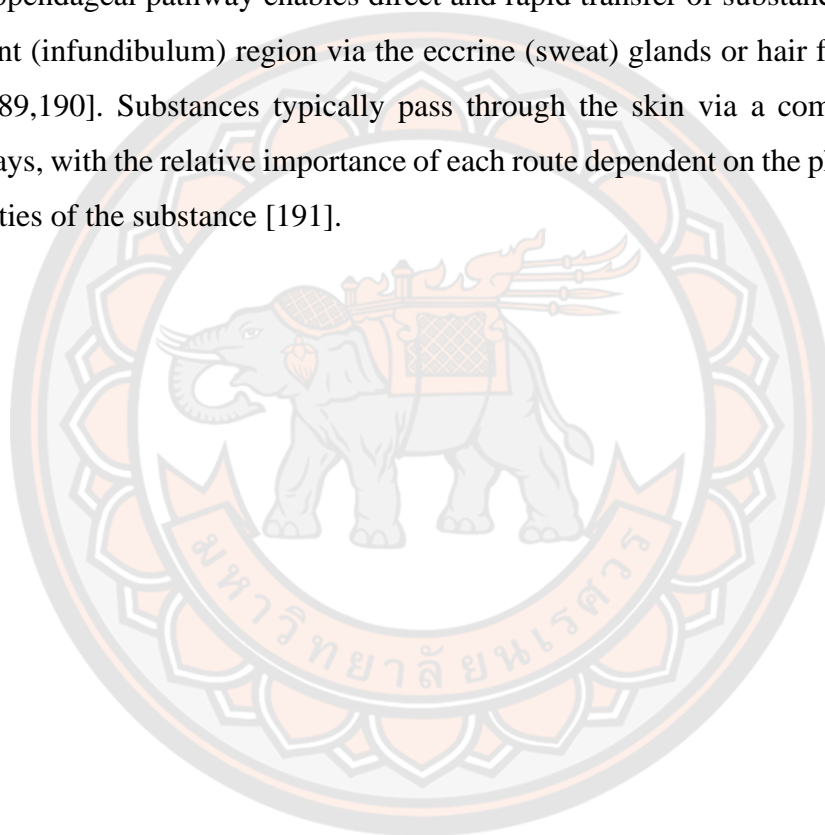 ppendageal pathway enables direct and rapid transfer of substanc
nt (infundibulum) region via the eccrine (sweat) glands or hair f
89,190]. Substances typically pass through the skin via a com
ays, with the relative importance of each route dependent on the p
ties of the substance [191].
มหาวิทยาลัยนเรศวร